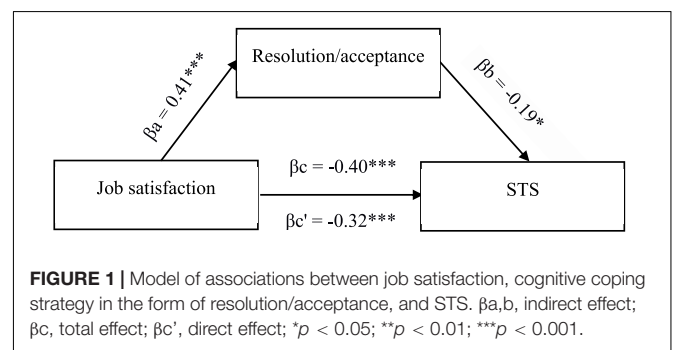 Resolution/acceptance
βa = 0.41***
βb = -0.19*
Job satisfaction
βc = -0.40***
βc' = -0.32***
STS
FIGURE 1 | Model of associations between job satisfaction, cognitive coping
strategy in the form of resolution/acceptance, and STS. βa,b, indirect effect;
βc, total effect; βc’, direct effect; *p < 0.05; **p < 0.01; ***p < 0.001.